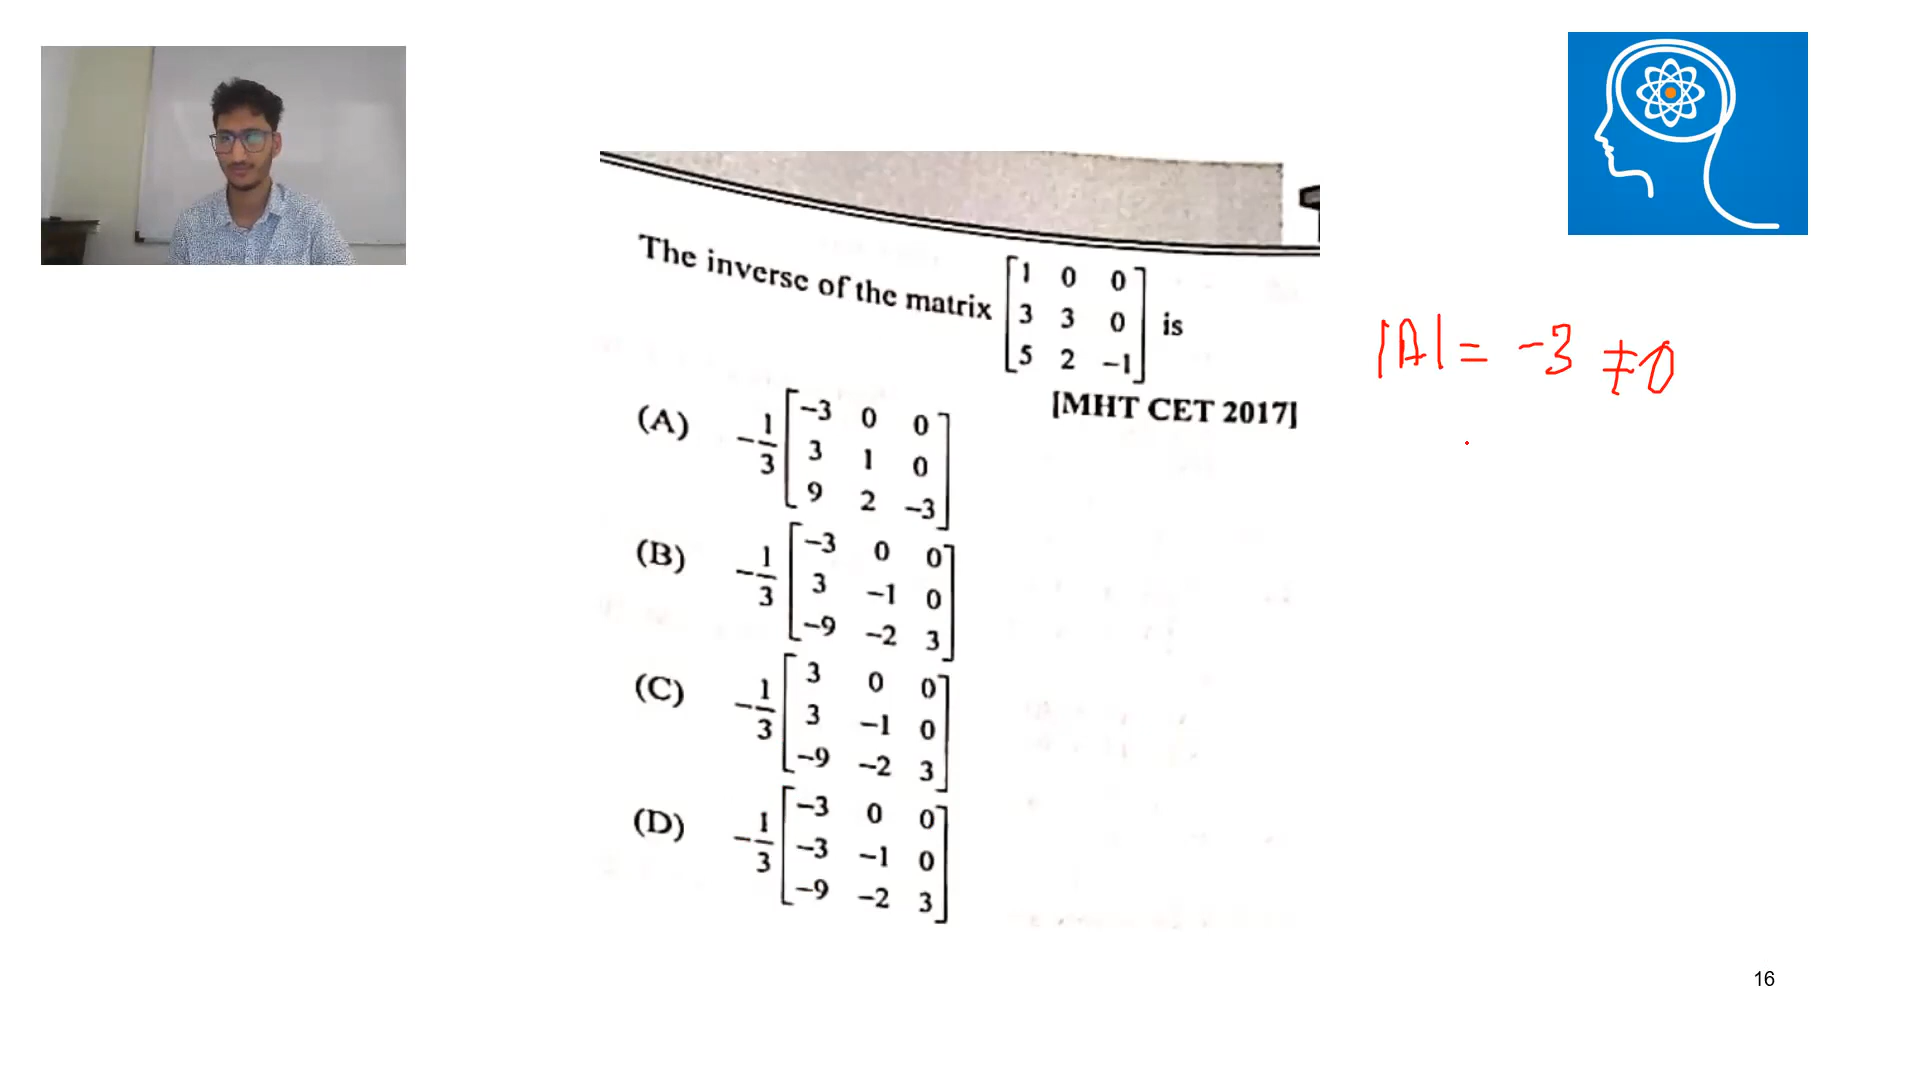 The inverse of the matrix [1 0 0
3 3 0
5 2 −1] is
[MHT CET 2017]
(A) −1/3 [−3 0 0
3 1 0
9 2 −3]
(B) −1/3 [−3 0 0
3 −1 0
−9 −2 3]
(C) −1/3 [3 0 0
3 −1 0
−9 −2 3]
(D) −1/3 [−3 0 0
−3 −1 0
−9 −2 3]
|A| = −3 ≠0
16